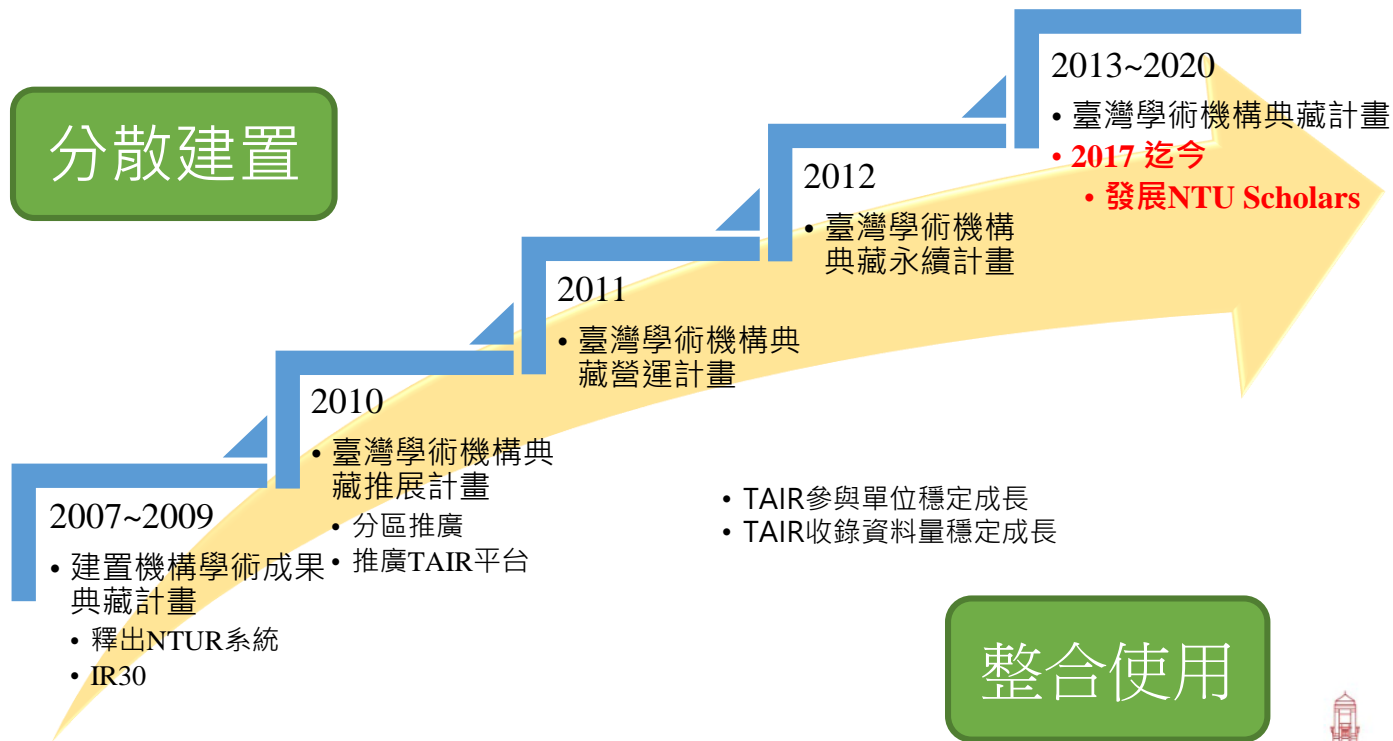 分散建置
2007~2009
• 建置機構學術成果
典藏計畫
• 釋出NTUR系統
• IR30
2010
• 臺灣學術機構典
藏推展計畫
• 分區推廣
• 推廣TAIR平台
2011
• 臺灣學術機構典
藏營運計畫
2012
• 臺灣學術機構
典藏永續計畫
2013~2020
• 臺灣學術機構典藏計畫
• 2017 迄今
• 發展NTU Scholars
• TAIR參與單位穩定成長
• TAIR收錄資料量穩定成長
整合使用